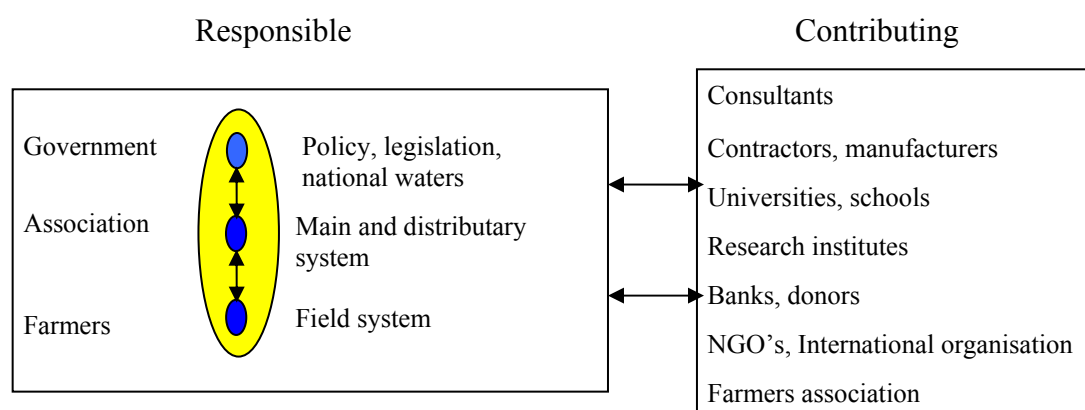 Responsible
Contributing
Government
Policy, legislation,
national waters
Association
Main and distributary
system
Farmers
Field system
Consultants
Contractors, manufacturers
Universities, schools
Research institutes
Banks, donors
NGO’s, International organisation
Farmers association